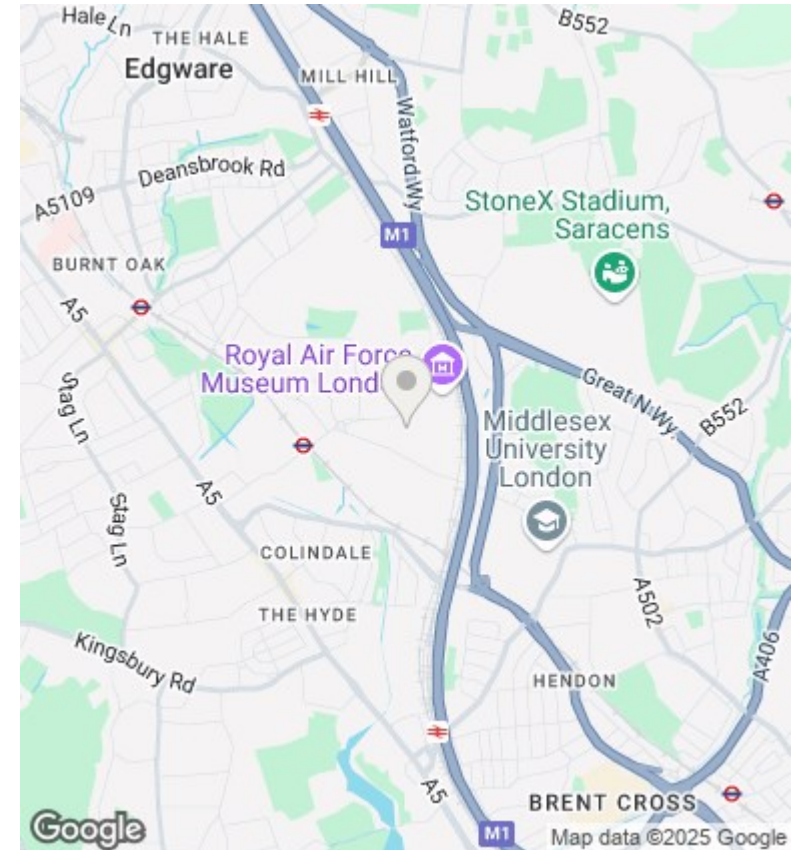 Hale Ln
THE HALE
B552
Edgware
MILL HILL
Watford Wy
Deansbrook Rd
A5109
StoneX Stadium,
Saracens
M1
BURNT OAK
A5
Royal Air Force
Museum Lond
Great N Wy
Stag Ln
Middlesex
University
London
B552
A5
Stag Ln
COLINDALE
A502
THE HYDE
Kingsbury Rd
A406
HENDON
A5
BRENT CROSS
Google
M1
Map data ©2025 Google